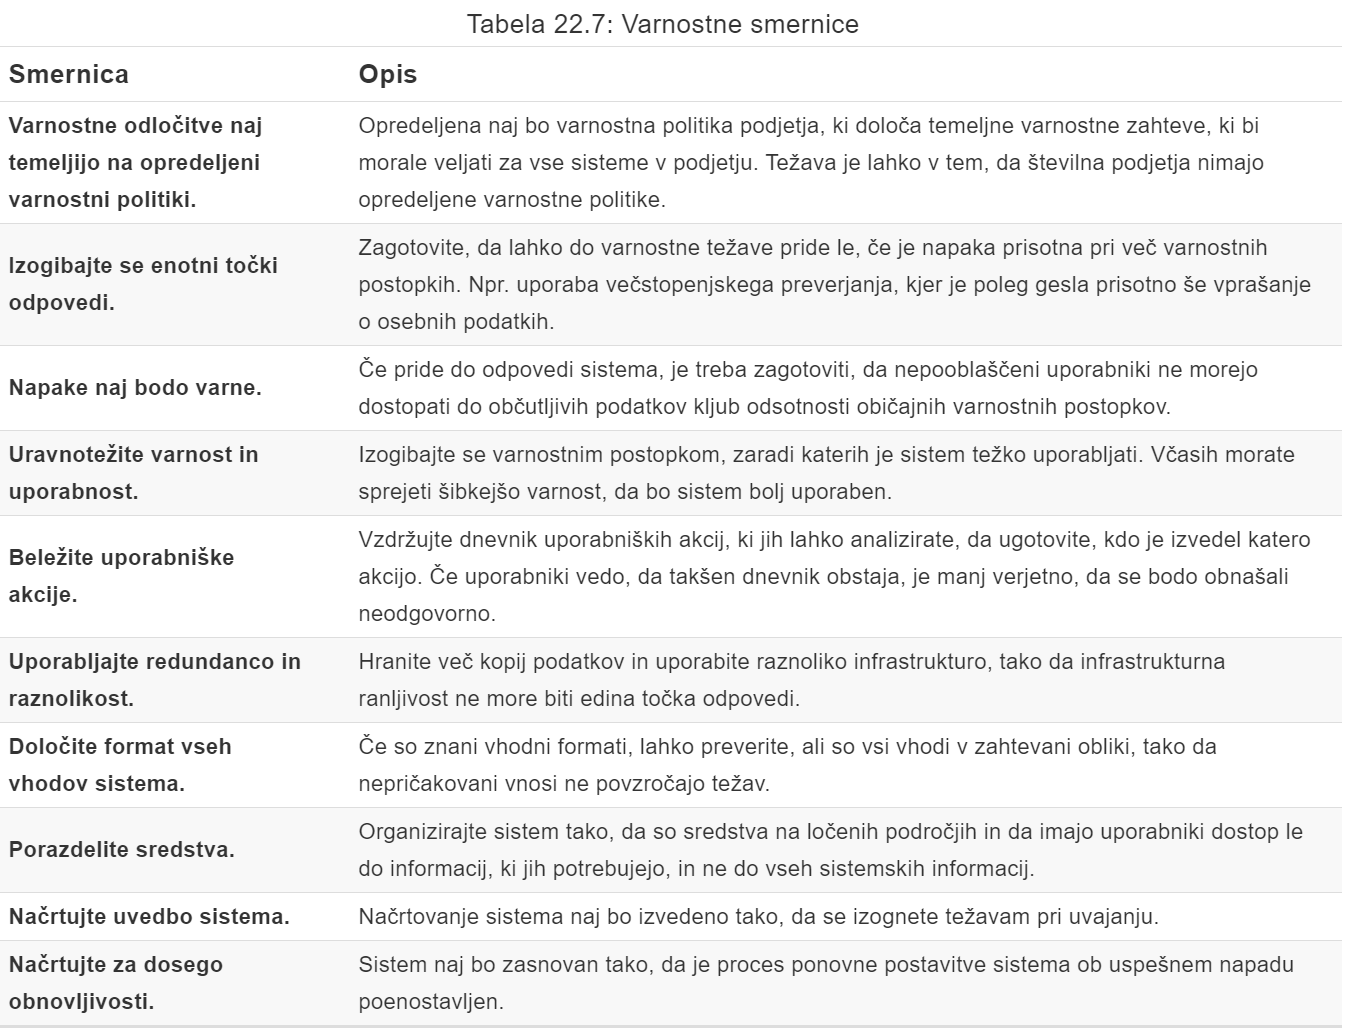 Tabela 22.7: Varnostne smernice
Smernica
Opis
Varnostne odločitve naj
temeljijo na opredeljeni
varnostni politiki.
Opredeljena naj bo varnostna politika podjetja, ki določa temeljne varnostne zahteve, ki bi
morale veljati za vse sisteme v podjetju. Težava je lahko v tem, da številna podjetja nimajo
opredeljene varnostne politike.
Izogibajte se enotni točki
odpovedi.
Zagotovite, da lahko do varnostne težave pride le, če je napaka prisotna pri več varnostnih
postopkih. Npr. uporaba večstopenjskega preverjanja, kjer je poleg gesla prisotno še vprašanje
o osebnih podatkih.
Napake naj bodo varne.
Če pride do odpovedi sistema, je treba zagotoviti, da nepooblaščeni uporabniki ne morejo
dostopati do občutljivih podatkov kljub odsotnosti običajnih varnostnih postopkov.
Uravnotežite varnost in
uporabnost.
Izogibajte se varnostnim postopkom, zaradi katerih je sistem težko uporabljati. Včasih morate
sprejeti šibkejšo varnost, da bo sistem bolj uporaben.
Beležite uporabniške
akcije.
Vzdržujte dnevnik uporabniških akcij, ki jih lahko analizirate, da ugotovite, kdo je izvedel katero
akcijo. Če uporabniki vedo, da takšen dnevnik obstaja, je manj verjetno, da se bodo obnašali
neodgovorno.
Uporabljajte redundanco in
raznolikost.
Hranite več kopij podatkov in uporabite raznoliko infrastrukturo, tako da infrastrukturna
ranljivost ne more biti edina točka odpovedi.
Določite format vseh
vhodov sistema.
Če so znani vhodni formati, lahko preverite, ali so vsi vhodi v zahtevani obliki, tako da
nepričakovani vnosi ne povzročajo težav.
Porazdelite sredstva.
Organizirajte sistem tako, da so sredstva na ločenih področjih in da imajo uporabniki dostop le
do informacij, ki jih potrebujejo, in ne do vseh sistemskih informacij.
Načrtujte uvedbo sistema.
Načrtovanje sistema naj bo izvedeno tako, da se izognete težavam pri uvajanju.
Načrtujte za dosego
obnovljivosti.
Sistem naj bo zasnovan tako, da je proces ponovne postavitve sistema ob uspešnem napadu
poenostavljen.